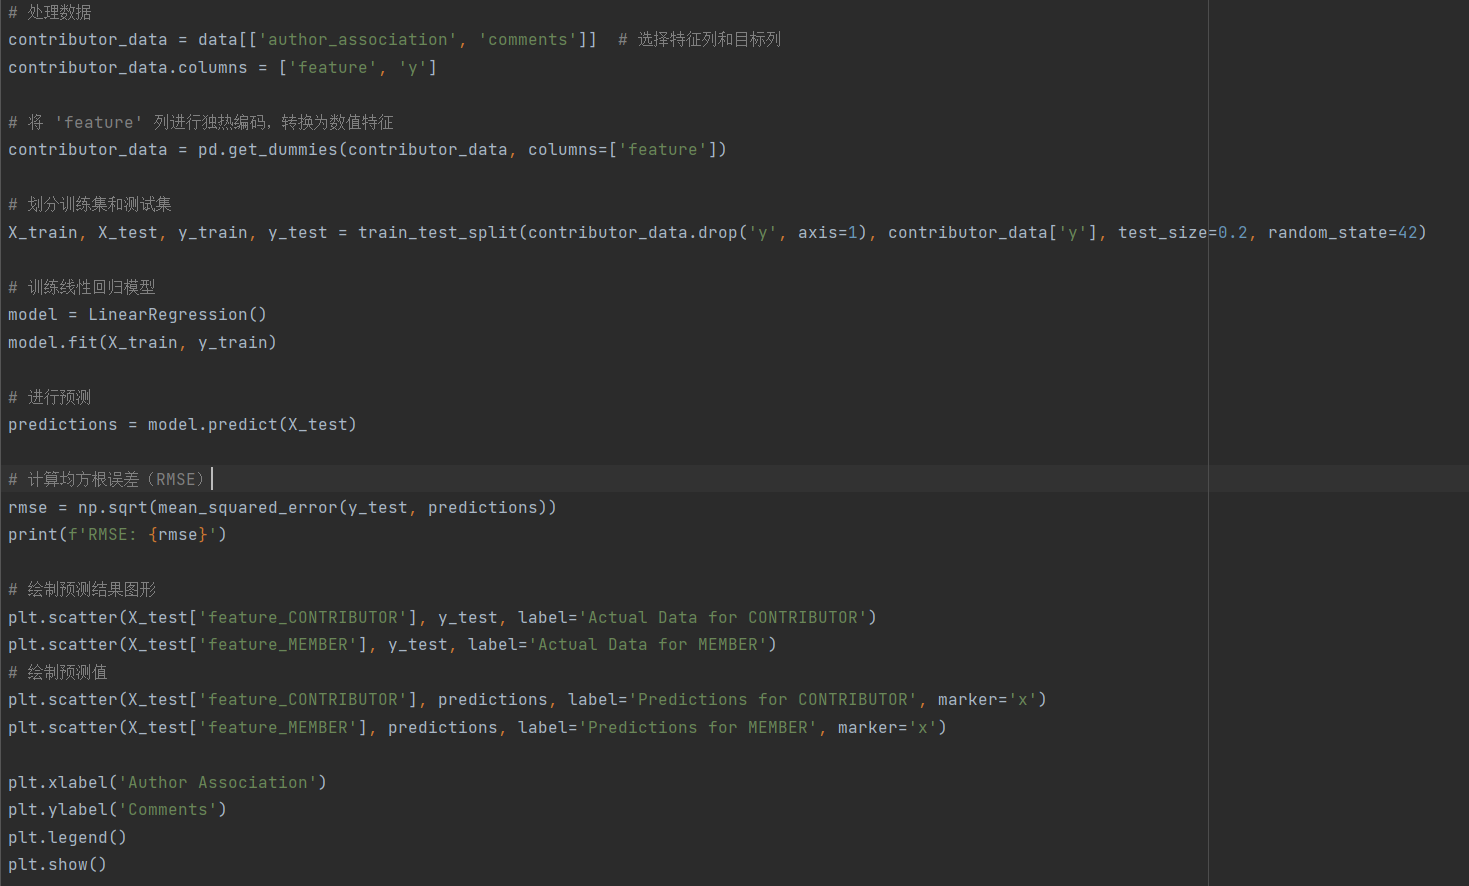 # 处理数据
contributor_data = data[['author_association', 'comments']]  # 选择特征列和目标列
contributor_data.columns = ['feature', 'y']
# 将 'feature' 列进行独热编码，转换为数值特征
contributor_data = pd.get_dummies(contributor_data, columns=['feature'])
# 划分训练集和测试集
X_train, X_test, y_train, y_test = train_test_split(contributor_data.drop('y', axis=1), contributor_data['y'], test_size=0.2, random_state=42)
# 训练线性回归模型
model = LinearRegression()
model.fit(X_train, y_train)
# 进行预测
predictions = model.predict(X_test)
# 计算均方根误差（RMSE）
rmse = np.sqrt(mean_squared_error(y_test, predictions))
print(f'RMSE: {rmse}')
# 绘制预测结果图形
plt.scatter(X_test['feature_CONTRIBUTOR'], y_test, label='Actual Data for CONTRIBUTOR')
plt.scatter(X_test['feature_MEMBER'], y_test, label='Actual Data for MEMBER')
# 绘制预测值
plt.scatter(X_test['feature_CONTRIBUTOR'], predictions, label='Predictions for CONTRIBUTOR', marker='x')
plt.scatter(X_test['feature_MEMBER'], predictions, label='Predictions for MEMBER', marker='x')
plt.xlabel('Author Association')
plt.ylabel('Comments')
plt.legend()
plt.show()